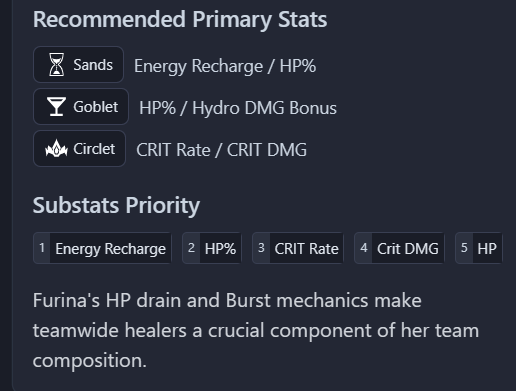 Recommended Primary Stats
Sands Energy Recharge / HP%
Goblet HP% / Hydro DMG Bonus
Circlet CRIT Rate / CRIT DMG
Substats Priority
1 Energy Recharge 2 HP% 3 CRIT Rate 4 Crit DMG 5 HP
Furina's HP drain and Burst mechanics make
teamwide healers a crucial component of her team
composition.